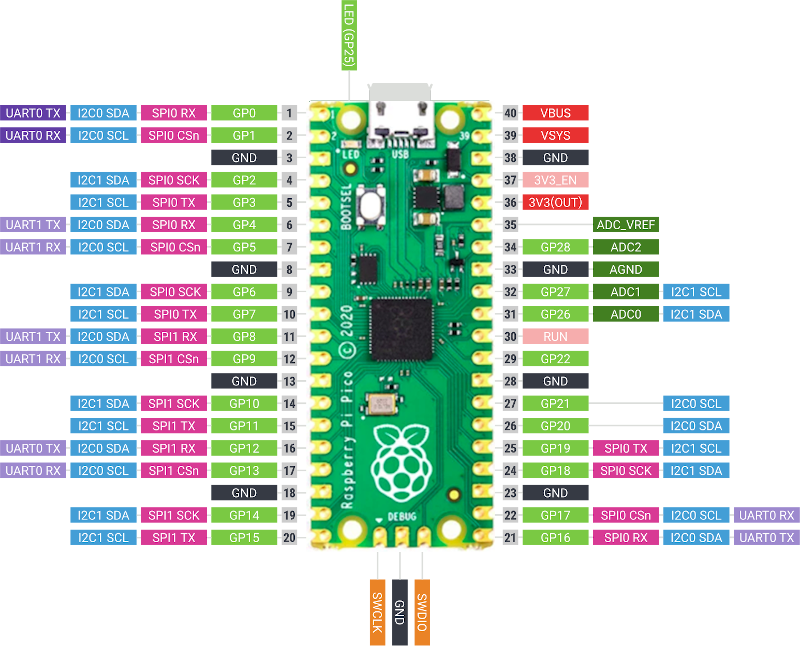 LED (GP25)
UART0 TX I2C0 SDA SPI0 RX GP0 1 1 40 VBUS
UART0 RX I2C0 SCL SPI0 CSn GP1 2 2 39 39 VSYS
GND 3 LED USB 38 GND
I2C1 SDA SPI0 SCK GP2 4 37 3V3_EN
I2C1 SCL SPI0 TX GP3 5 BOOTSEL 36 3V3(OUT)
UART1 TX I2C0 SDA SPI0 RX GP4 6 35 ADC_VREF
UART1 RX I2C0 SCL SPI0 CSn GP5 7 34 GP28 ADC2
GND 8 33 GND AGND
I2C1 SDA SPI0 SCK GP6 9 32 GP27 ADC1 I2C1 SCL
I2C1 SCL SPI0 TX GP7 10 31 GP26 ADC0 I2C1 SDA
UART1 TX I2C0 SDA SPI1 RX GP8 11 30 RUN
UART1 RX I2C0 SCL SPI1 CSn GP9 12 29 GP22
GND 13 28 GND
I2C1 SDA SPI1 SCK GP10 14 27 GP21 I2C0 SCL
I2C1 SCL SPI1 TX GP11 15 26 GP20 I2C0 SDA
UART0 TX I2C0 SDA SPI1 RX GP12 16 25 GP19 SPI0 TX I2C1 SCL
UART0 RX I2C0 SCL SPI1 CSn GP13 17 24 GP18 SPI0 SCK I2C1 SDA
GND 18 23 GND
I2C1 SDA SPI1 SCK GP14 19 22 GP17 SPI0 CSn I2C0 SCL UART0 RX
I2C1 SCL SPI1 TX GP15 20 21 GP16 SPI0 RX I2C0 SDA UART0 TX
Raspberry Pi Pico © 2020
DEBUG
SWCLK
GND
SWDIO